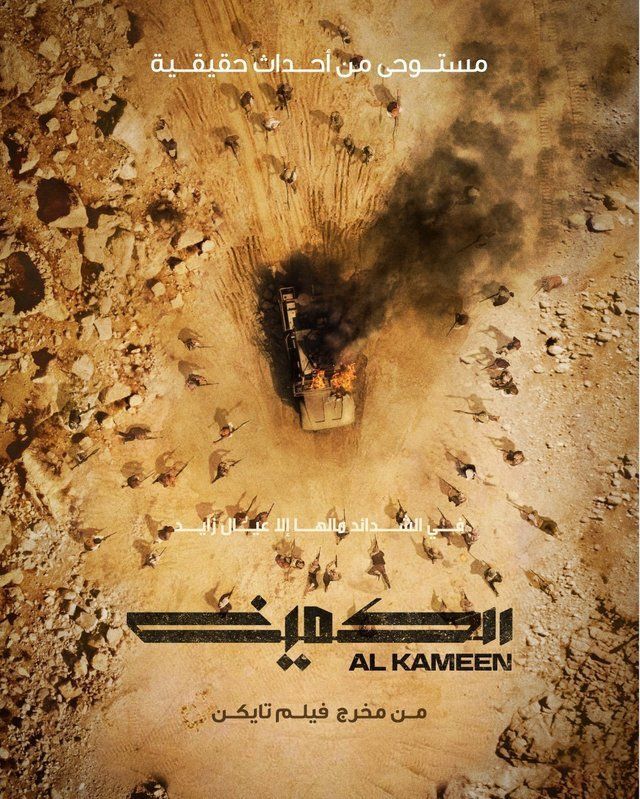 مستوحى من أحداث حقيقية
في الشدائد مالها إلا عيال زايد
الكمين
AL KAMEEN
من مخرج فيلم تايكن